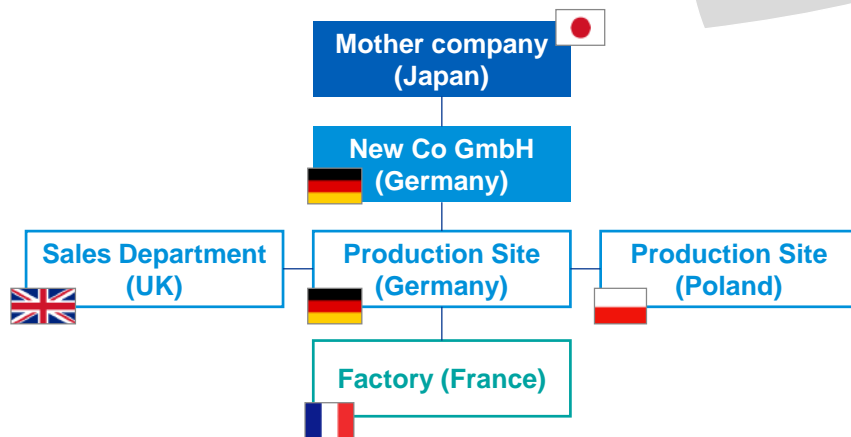 Mother company
(Japan)
New Co GmbH
(Germany)
Sales Department
(UK)
Production Site
(Germany)
Production Site
(Poland)
Factory (France)